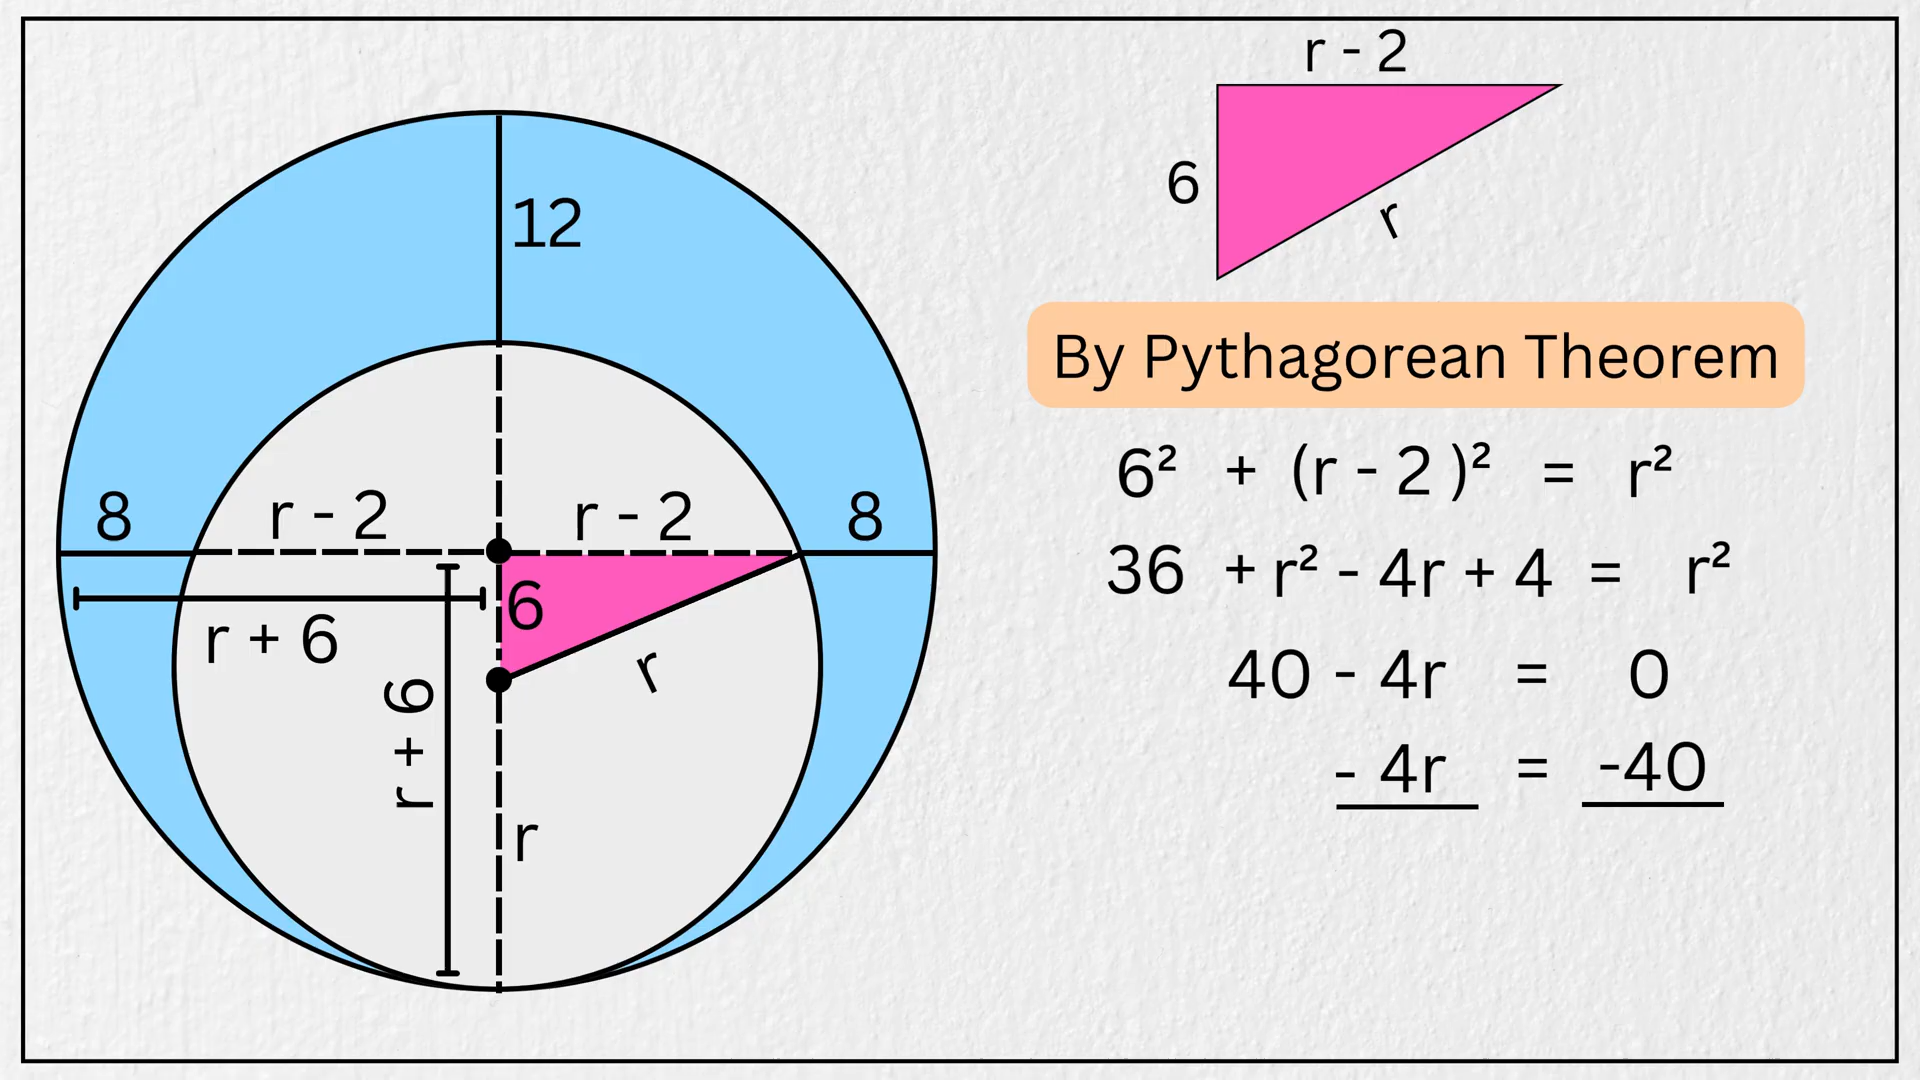 12
8
r - 2
r - 2
8
6
r + 6
r
r + 6
r
r - 2
6
r
By Pythagorean Theorem
6² + (r - 2 )² = r²
36 + r² - 4r + 4 = r²
40 - 4r = 0
- 4r = -40